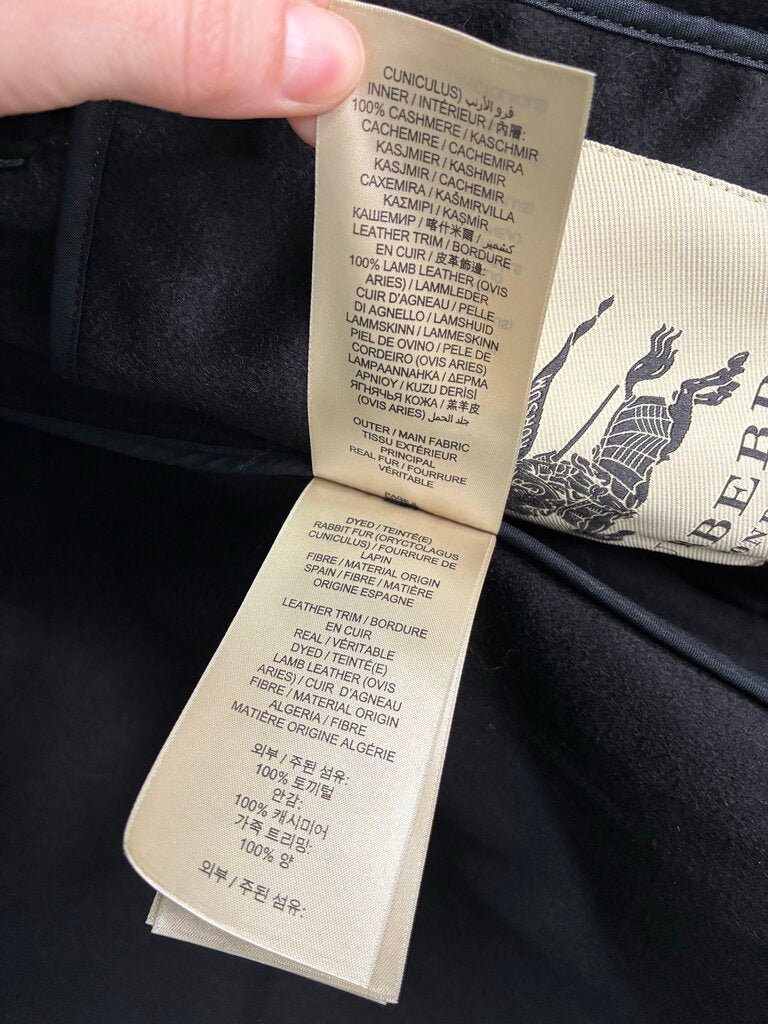 CUNICULUS) فرو الأرنب
INNER / INTÉRIEUR / 內層:
100% CASHMERE / KASCHMIR
CACHEMIRE / CACHEMIRA
KASJMIER / KASHMIR
KASJMIR / CACHEMIR
CAXEMIRA / KAŠMIRVILLA
ΚΑΣΜΙΡΙ / KAŞMİR
КАШЕМИР / 喀什米爾 / كشمير
LEATHER TRIM / BORDURE
EN CUIR / 皮革飾邊:
100% LAMB LEATHER (OVIS
ARIES) / LAMMLEDER
CUIR D'AGNEAU / PELLE
DI AGNELLO / LAMSHUID
LAMMSKINN / LAMMESKINN
PIEL DE OVINO / PELE DE
CORDEIRO (OVIS ARIES)
LAMPAANNAHKA / ΔΕΡΜΑ
ΑΡΝΙΟΥ / KUZU DERİSİ
ЯГНЯЧЬЯ КОЖА / 羔羊皮
(OVIS ARIES) جلد الحمل
OUTER / MAIN FABRIC
TISSU EXTÉRIEUR
PRINCIPAL
REAL FUR / FOURRURE
VÉRITABLE
DYED / TEINTÉ(E)
RABBIT FUR (ORYCTOLAGUS
CUNICULUS) / FOURRURE DE
LAPIN
FIBRE / MATERIAL ORIGIN
SPAIN / FIBRE / MATIÈRE
ORIGINE ESPAGNE
LEATHER TRIM / BORDURE
EN CUIR
REAL / VÉRITABLE
DYED / TEINTÉ(E)
LAMB LEATHER (OVIS
ARIES) / CUIR D'AGNEAU
FIBRE / MATERIAL ORIGIN
ALGERIA / FIBRE
MATIÈRE ORIGINE ALGÉRIE
외부 / 주된 섬유:
100% 토끼털
안감:
100% 캐시미어
가죽 트리밍:
100% 양
외부 / 주된 섬유:
BERB